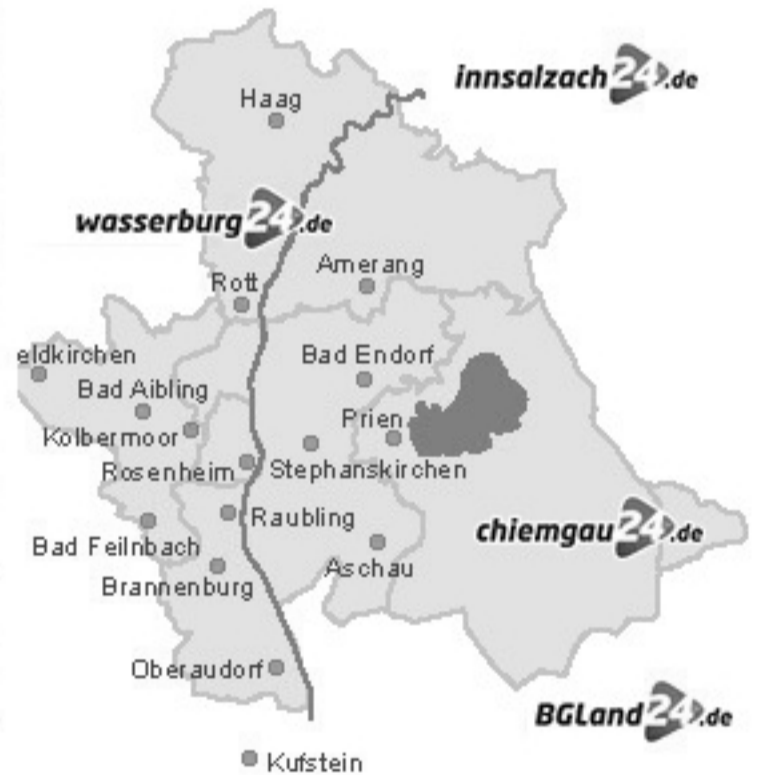 innsalzach24.de
Haag
wasserburg24.de
Amerang
Rott
eldkirchen
Bad Endorf
Bad Aibling
Prien
Kolbermoor
Rosenheim
Stephanskirchen
Raubling
chiemgau24.de
Bad Feilnbach
Aschau
Brannenburg
Oberaudorf
BGLand24.de
Kufstein